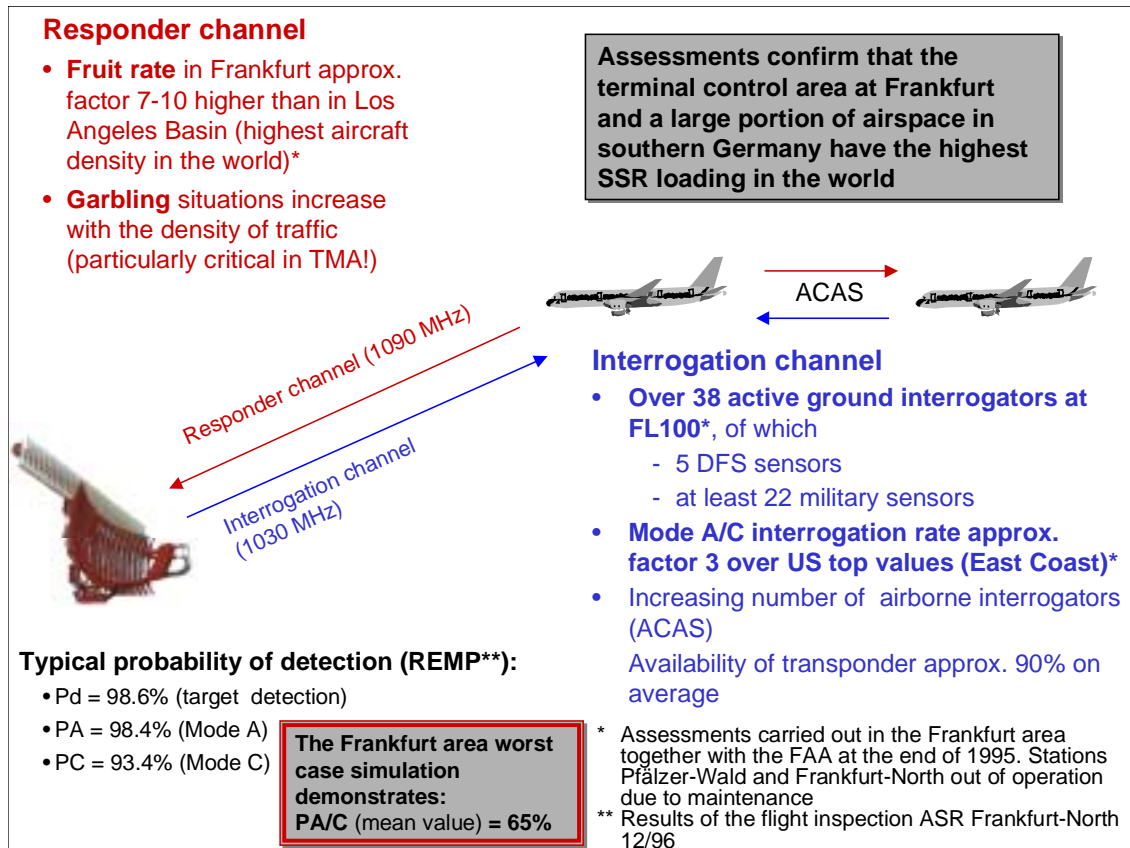 Responder channel
• Fruit rate in Frankfurt approx.
factor 7-10 higher than in Los
Angeles Basin (highest aircraft
density in the world)*
• Garbling situations increase
with the density of traffic
(particularly critical in TMA!)
Assessments confirm that the
terminal control area at Frankfurt
and a large portion of airspace in
southern Germany have the highest
SSR loading in the world
ACAS
Responder channel (1090 MHz)
Interrogation channel
(1030 MHz)
Interrogation channel
• Over 38 active ground interrogators at
FL100*, of which
- 5 DFS sensors
- at least 22 military sensors
• Mode A/C interrogation rate approx.
factor 3 over US top values (East Coast)*
• Increasing number of airborne interrogators
(ACAS)
Availability of transponder approx. 90% on
average
Typical probability of detection (REMP**):
• Pd = 98.6% (target detection)
• PA = 98.4% (Mode A)
• PC = 93.4% (Mode C)
The Frankfurt area worst
case simulation
demonstrates:
PA/C (mean value) = 65%
* Assessments carried out in the Frankfurt area
together with the FAA at the end of 1995. Stations
Pfälzer-Wald and Frankfurt-North out of operation
due to maintenance
** Results of the flight inspection ASR Frankfurt-North
12/96